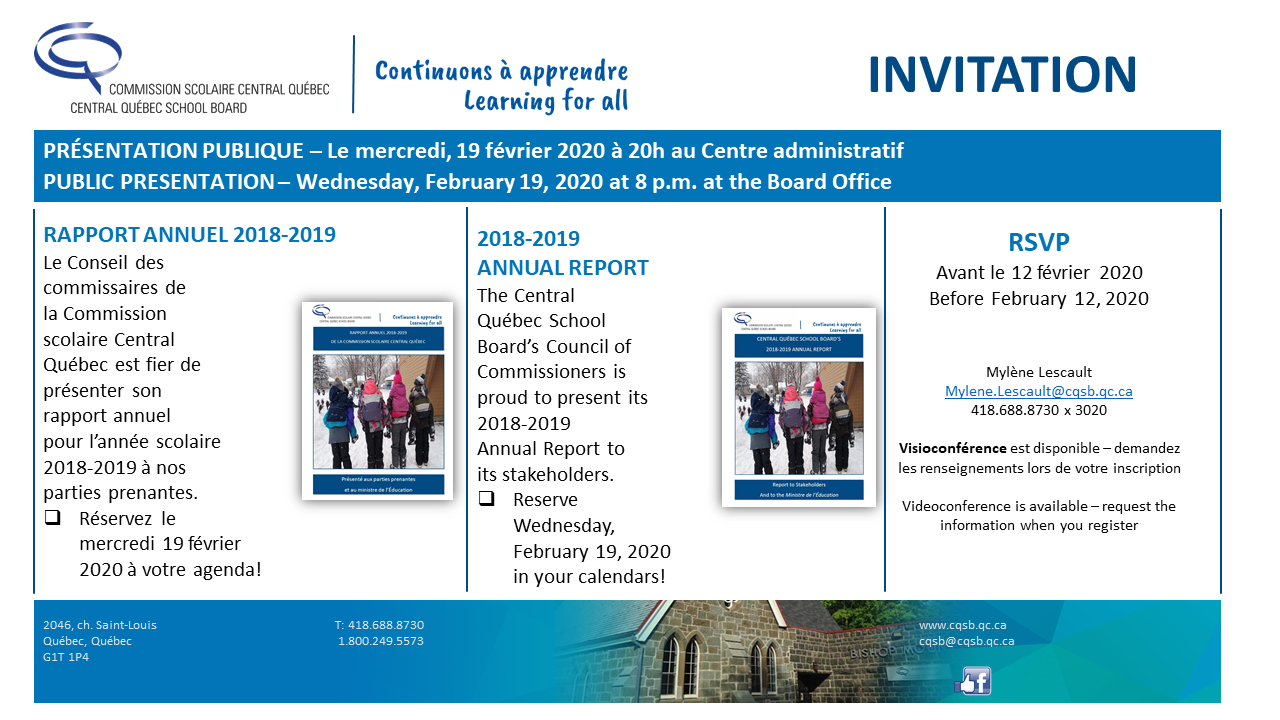 COMMISSION SCOLAIRE CENTRAL QUÉBEC
CENTRAL QUÉBEC SCHOOL BOARD
Continuons à apprendre
Learning for all
INVITATION
PRÉSENTATION PUBLIQUE – Le mercredi, 19 février 2020 à 20h au Centre administratif
PUBLIC PRESENTATION – Wednesday, February 19, 2020 at 8 p.m. at the Board Office
RAPPORT ANNUEL 2018-2019
Le Conseil des
commissaires de
la Commission
scolaire Central
Québec est fier de
présenter son
rapport annuel
pour l’année scolaire
2018-2019 à nos
parties prenantes.
❑ Réservez le
mercredi 19 février
2020 à votre agenda!
COMMISSION SCOLAIRE CENTRAL QUÉBEC
CENTRAL QUÉBEC SCHOOL BOARD
Continuons à apprendre
Learning for all
RAPPORT ANNUEL 2018-2019
DE LA COMMISSION SCOLAIRE CENTRAL QUÉBEC
Présenté aux parties prenantes
et au ministre de l’Éducation
2018-2019
ANNUAL REPORT
The Central
Québec School
Board’s Council of
Commissioners is
proud to present its
2018-2019
Annual Report to
its stakeholders.
❑ Reserve
Wednesday,
February 19, 2020
in your calendars!
COMMISSION SCOLAIRE CENTRAL QUÉBEC
CENTRAL QUÉBEC SCHOOL BOARD
Continuons à apprendre
Learning for all
CENTRAL QUÉBEC SCHOOL BOARD’S
2018-2019 ANNUAL REPORT
Report to Stakeholders
And to the Ministre de l’Éducation
RSVP
Avant le 12 février 2020
Before February 12, 2020
Mylène Lescault
Mylene.Lescault@cqsb.qc.ca
418.688.8730 x 3020
Visioconférence est disponible – demandez
les renseignements lors de votre inscription
Videoconference is available – request the
information when you register
2046, ch. Saint-Louis
Québec, Québec
G1T 1P4
T: 418.688.8730
1.800.249.5573
BISHOP
www.cqsb.qc.ca
cqsb@cqsb.qc.ca
f